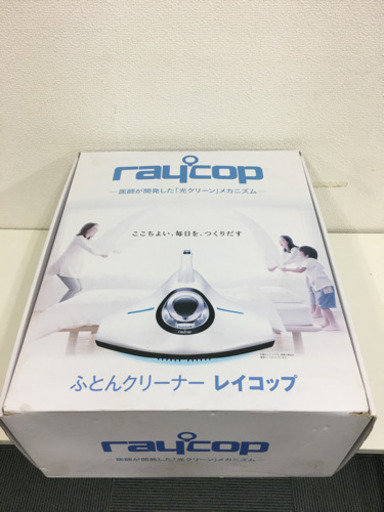 raycop
医師が開発した「光クリーン」メカニズム
ここちよい、毎日を、つくりだす
ふとんクリーナー レイコップ
raycop
医師が開発した「光クリーン」メカニズム